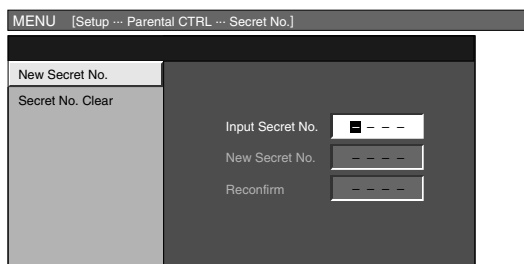 MENU [Setup ··· Parental CTRL ··· Secret No.]
New Secret No.
Secret No. Clear
Input Secret No. – – – –
New Secret No. – – – –
Reconfirm – – – –